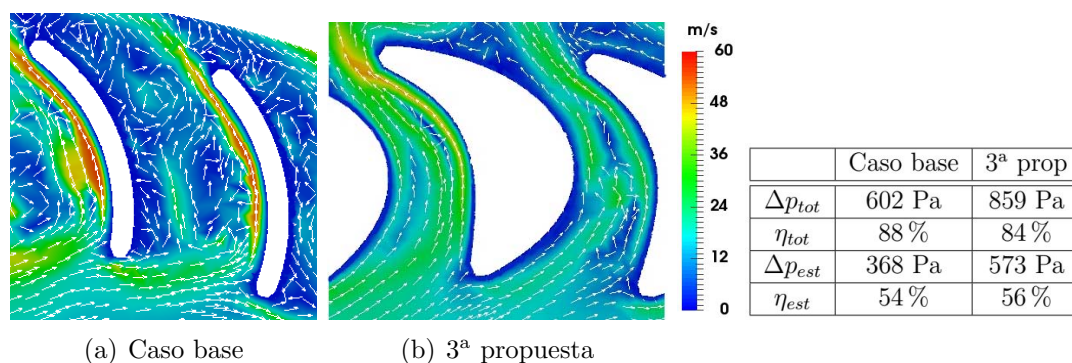 m/s
60
48
36
24
12
0
Caso base 3ª prop
Δp_tot 602 Pa 859 Pa
η_tot 88 % 84 %
Δp_est 368 Pa 573 Pa
η_est 54 % 56 %
(a) Caso base
(b) 3ª propuesta